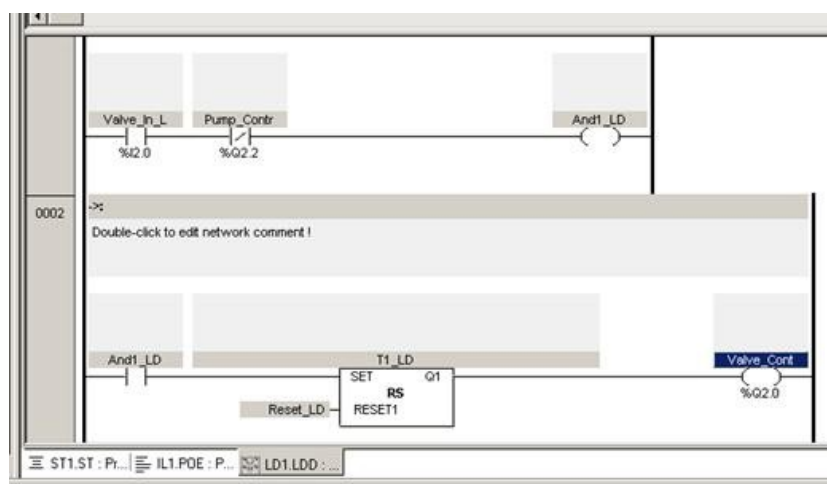 Valve_In_L Pump_Contr And1_LD
%I2.0 %Q2.2
0002
->:
Double-click to edit network comment !
And1_LD T1_LD Valve_Cont
SET Q1
RS
%Q2.0
Reset_LD RESET1
ST1.ST : Pr... IL1.POE : P... LD1.LDD : ...